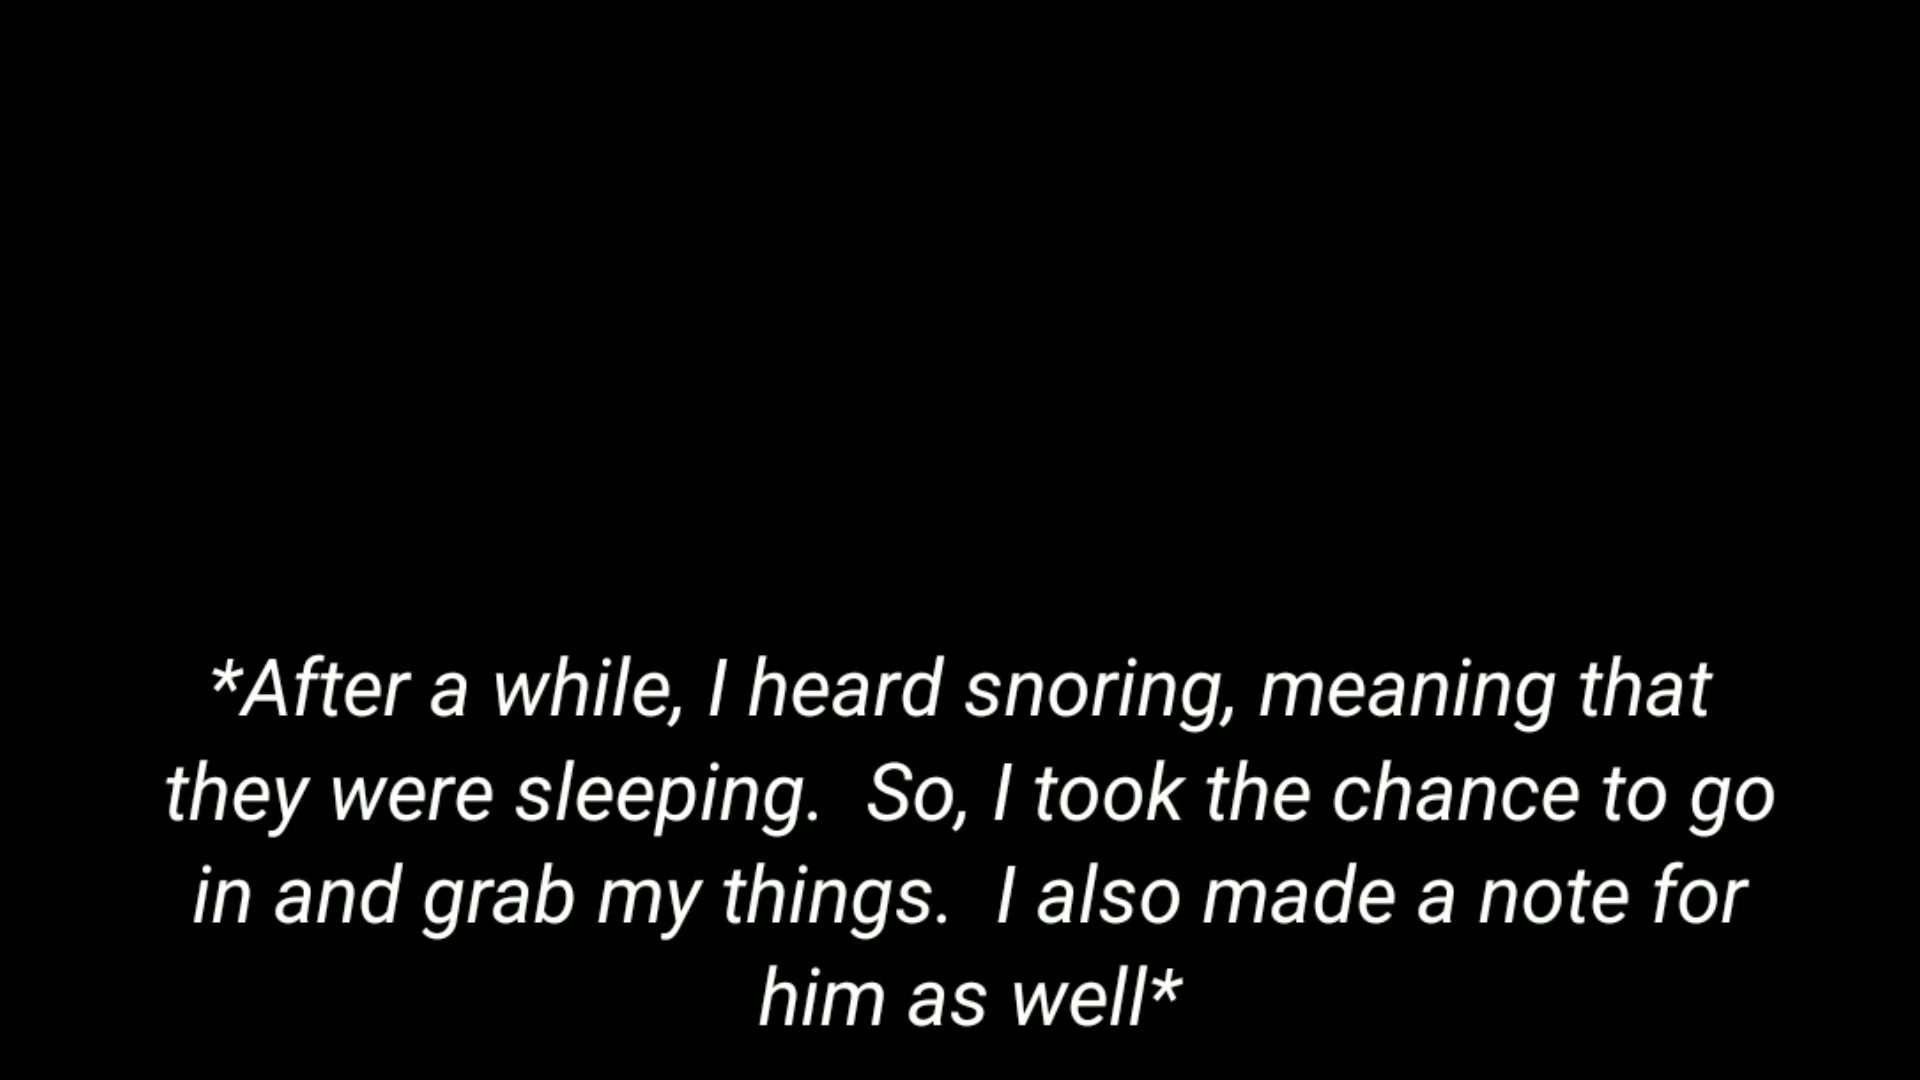 *After a while, I heard snoring, meaning that
they were sleeping.  So, I took the chance to go
in and grab my things.  I also made a note for
him as well*